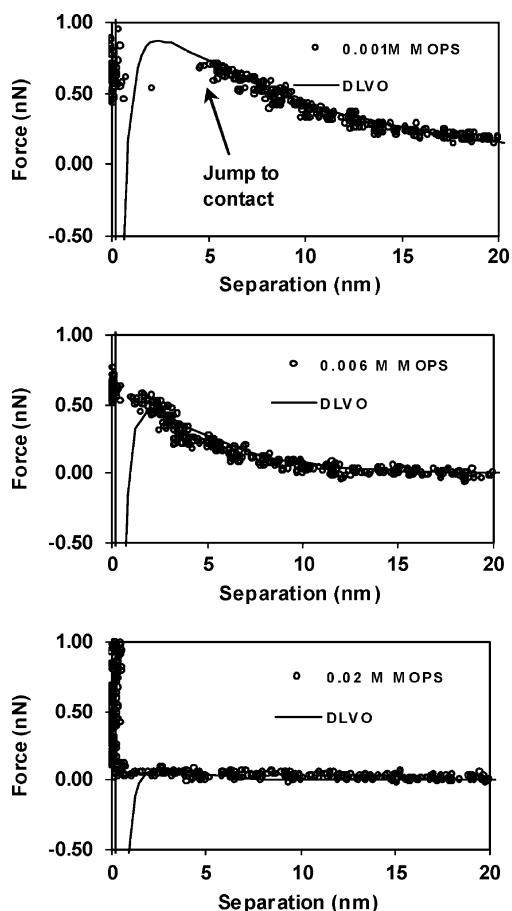 1.00
0.50
0.00
-0.50
Force (nN)
0.001M MOPS
DLVO
Jump to
contact
0
5
10
15
20
Separation (nm)
1.00
0.50
0.00
-0.50
Force (nN)
0.006 M MOPS
DLVO
0
5
10
15
20
Separation (nm)
1.00
0.50
0.00
-0.50
Force (nN)
0.02 M MOPS
DLVO
0
5
10
15
20
Separation (nm)